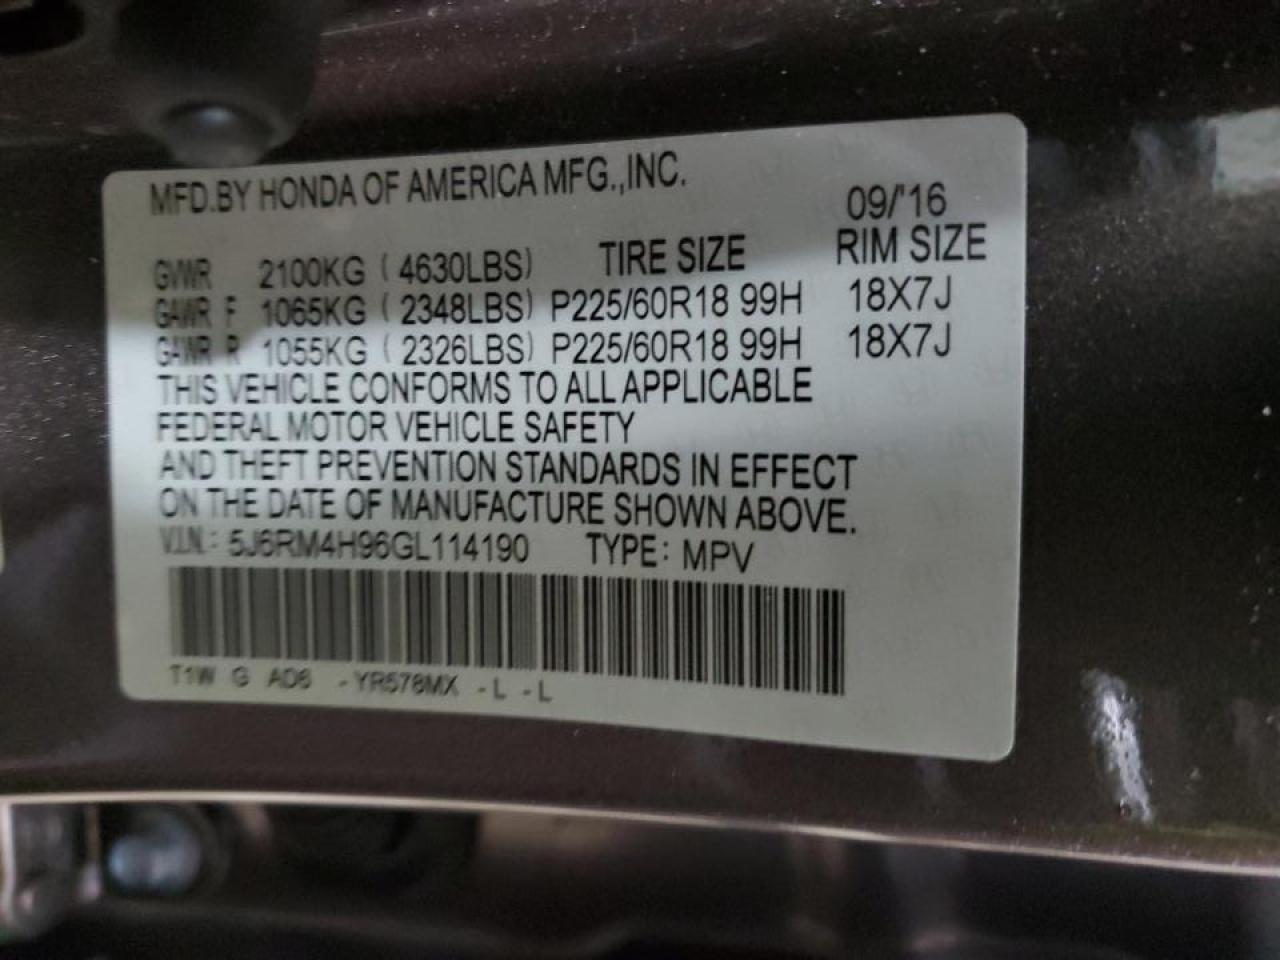 MFD.BY HONDA OF AMERICA MFG.,INC.
09/'16
GVWR 2100KG ( 4630LBS) TIRE SIZE RIM SIZE
GAWR F 1065KG ( 2348LBS) P225/60R18 99H 18X7J
GAWR R 1055KG ( 2326LBS) P225/60R18 99H 18X7J
THIS VEHICLE CONFORMS TO ALL APPLICABLE
FEDERAL MOTOR VEHICLE SAFETY
AND THEFT PREVENTION STANDARDS IN EFFECT
ON THE DATE OF MANUFACTURE SHOWN ABOVE.
V.I.N.: 5J6RM4H96GL114190 TYPE: MPV
T1W G AD6 -YR578MX -L -L